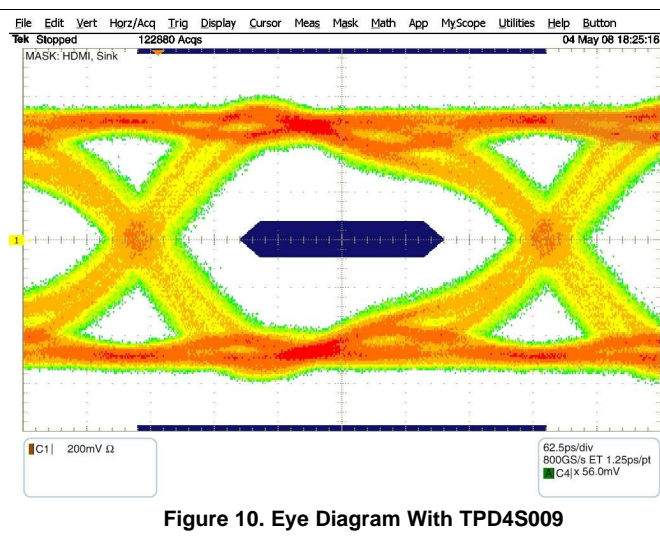 File Edit Vert Horz/Acq Trig Display Cursor Meas Mask Math App MyScope Utilities Help Button
Tek Stopped 122880 Acqs 04 May 08 18:25:16
MASK: HDMI, Sink
1
C1 200mV Ω
62.5ps/div
800GS/s ET 1.25ps/pt
A C4 x 56.0mV
Figure 10. Eye Diagram With TPD4S009